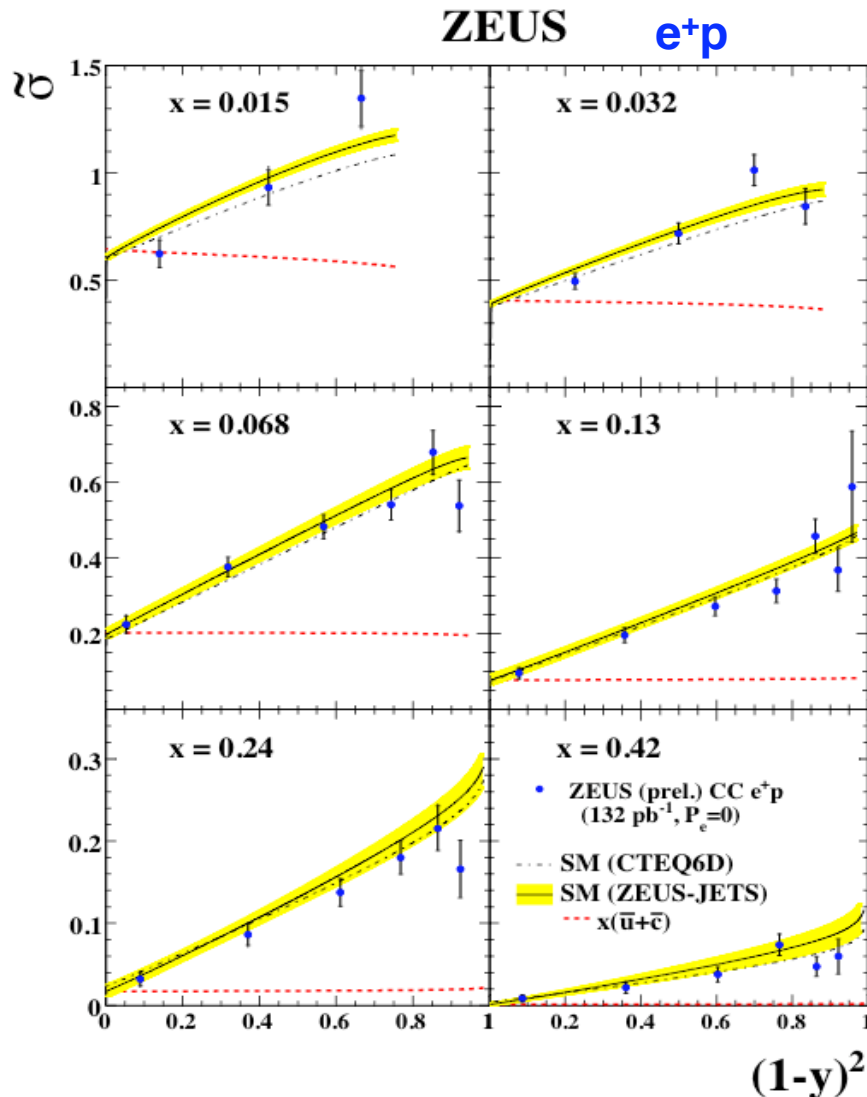 ZEUS e⁺p
σ̃
1.5
1
0.5
x = 0.015
x = 0.032
0.8
0.6
0.4
0.2
x = 0.068
x = 0.13
0.3
0.2
0.1
0
x = 0.24
x = 0.42
ZEUS (prel.) CC e⁺p
(132 pb⁻¹, Pₑ=0)
SM (CTEQ6D)
SM (ZEUS-JETS)
x(u̅+c̅)
0 0.2 0.4 0.6 0.8 1 0.2 0.4 0.6 0.8 1
(1-y)²